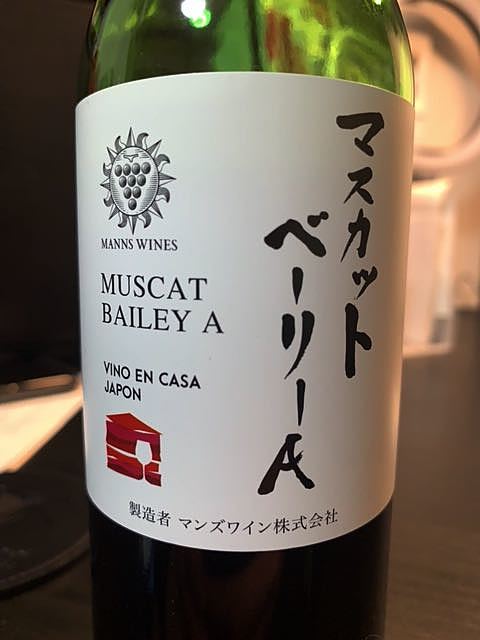 マスカット
ベーリーA
MANNS WINES
MUSCAT
BAILEY A
VINO EN CASA
JAPON
製造者 マンズワイン株式会社